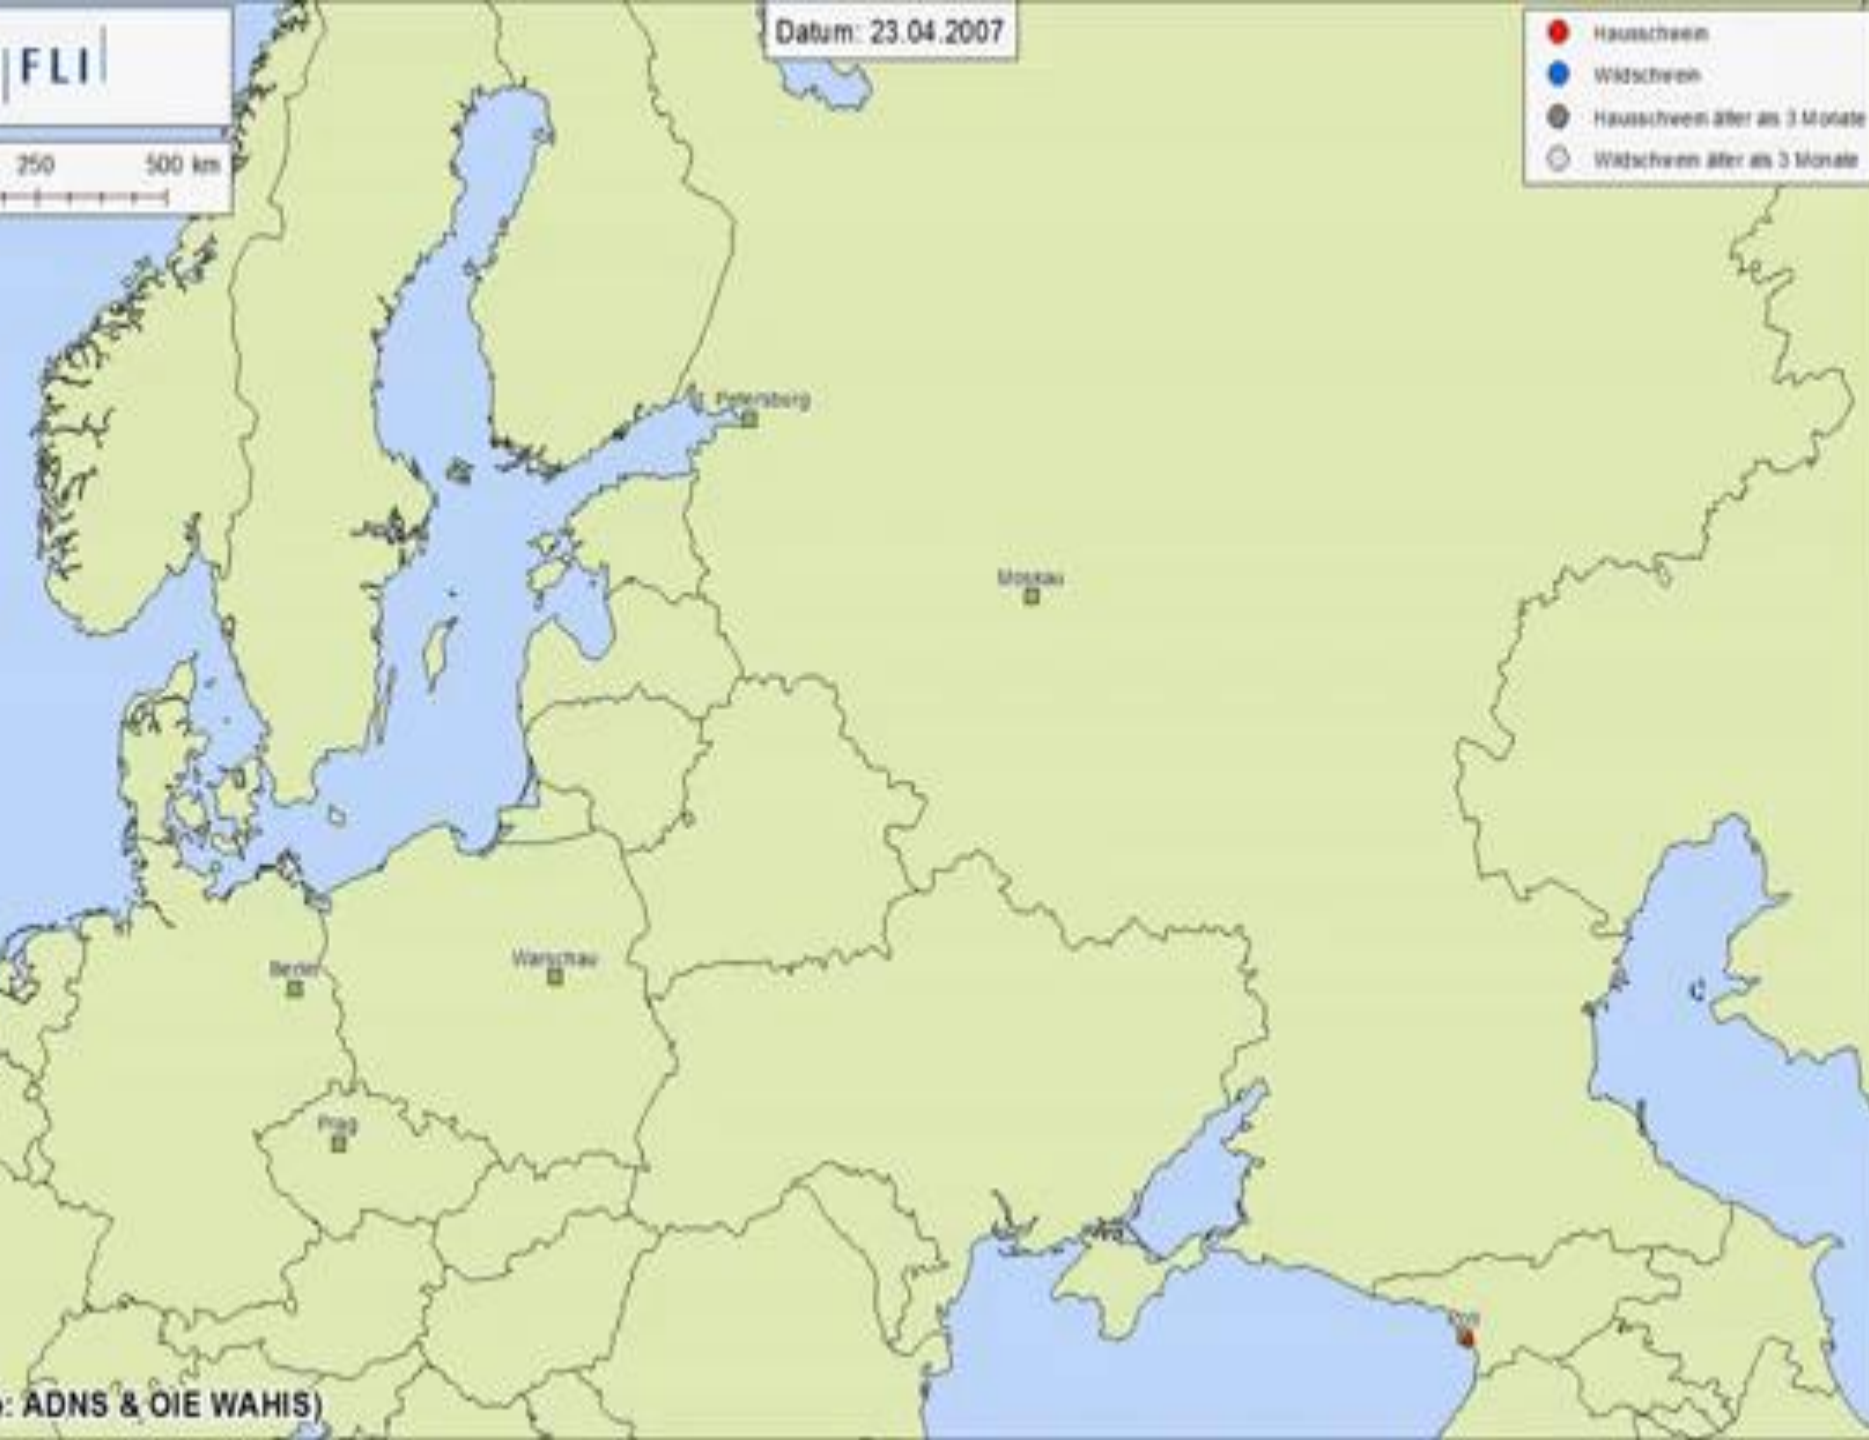 Datum: 23.04.2007
FLI
250 500 km
Hausschwein
Wildschwein
Hausschwein älter als 3 Monate
Wildschwein älter als 3 Monate
Petersburg
Moskau
Warschau
Berlin
Prag
Poti
: ADNS & OIE WAHIS)